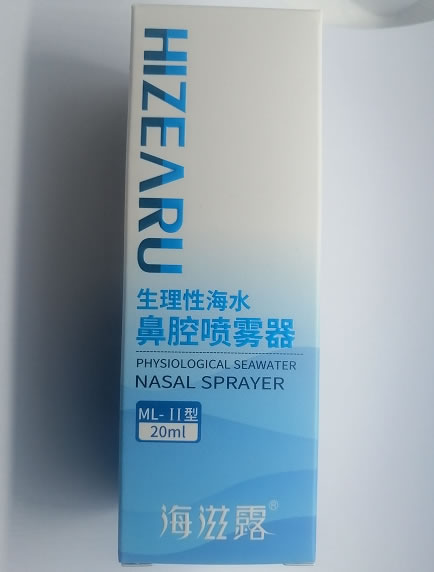 HIZEARU
生理性海水
鼻腔喷雾器
PHYSIOLOGICAL SEAWATER
NASAL SPRAYER
ML-II型
20ml
海滋露®